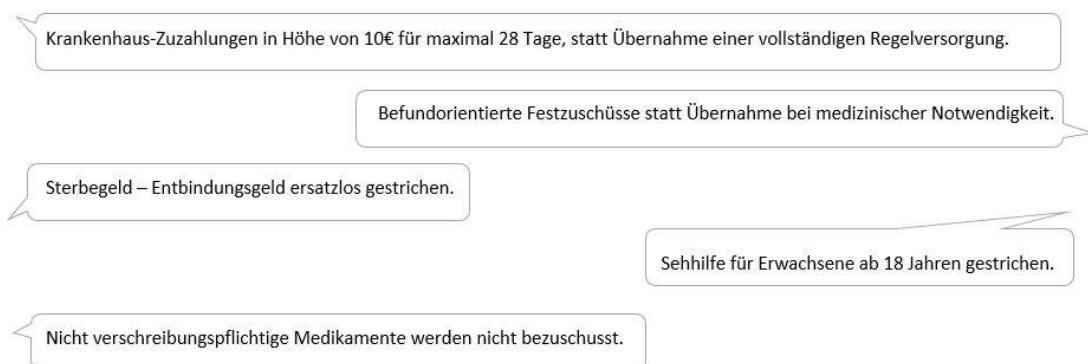 Krankenhaus-Zuzahlungen in Höhe von 10€ für maximal 28 Tage, statt Übernahme einer vollständigen Regelversorgung.
Befundorientierte Festzuschüsse statt Übernahme bei medizinischer Notwendigkeit.
Sterbegeld – Entbindungsgeld ersatzlos gestrichen.
Sehhilfe für Erwachsene ab 18 Jahren gestrichen.
Nicht verschreibungspflichtige Medikamente werden nicht bezuschusst.